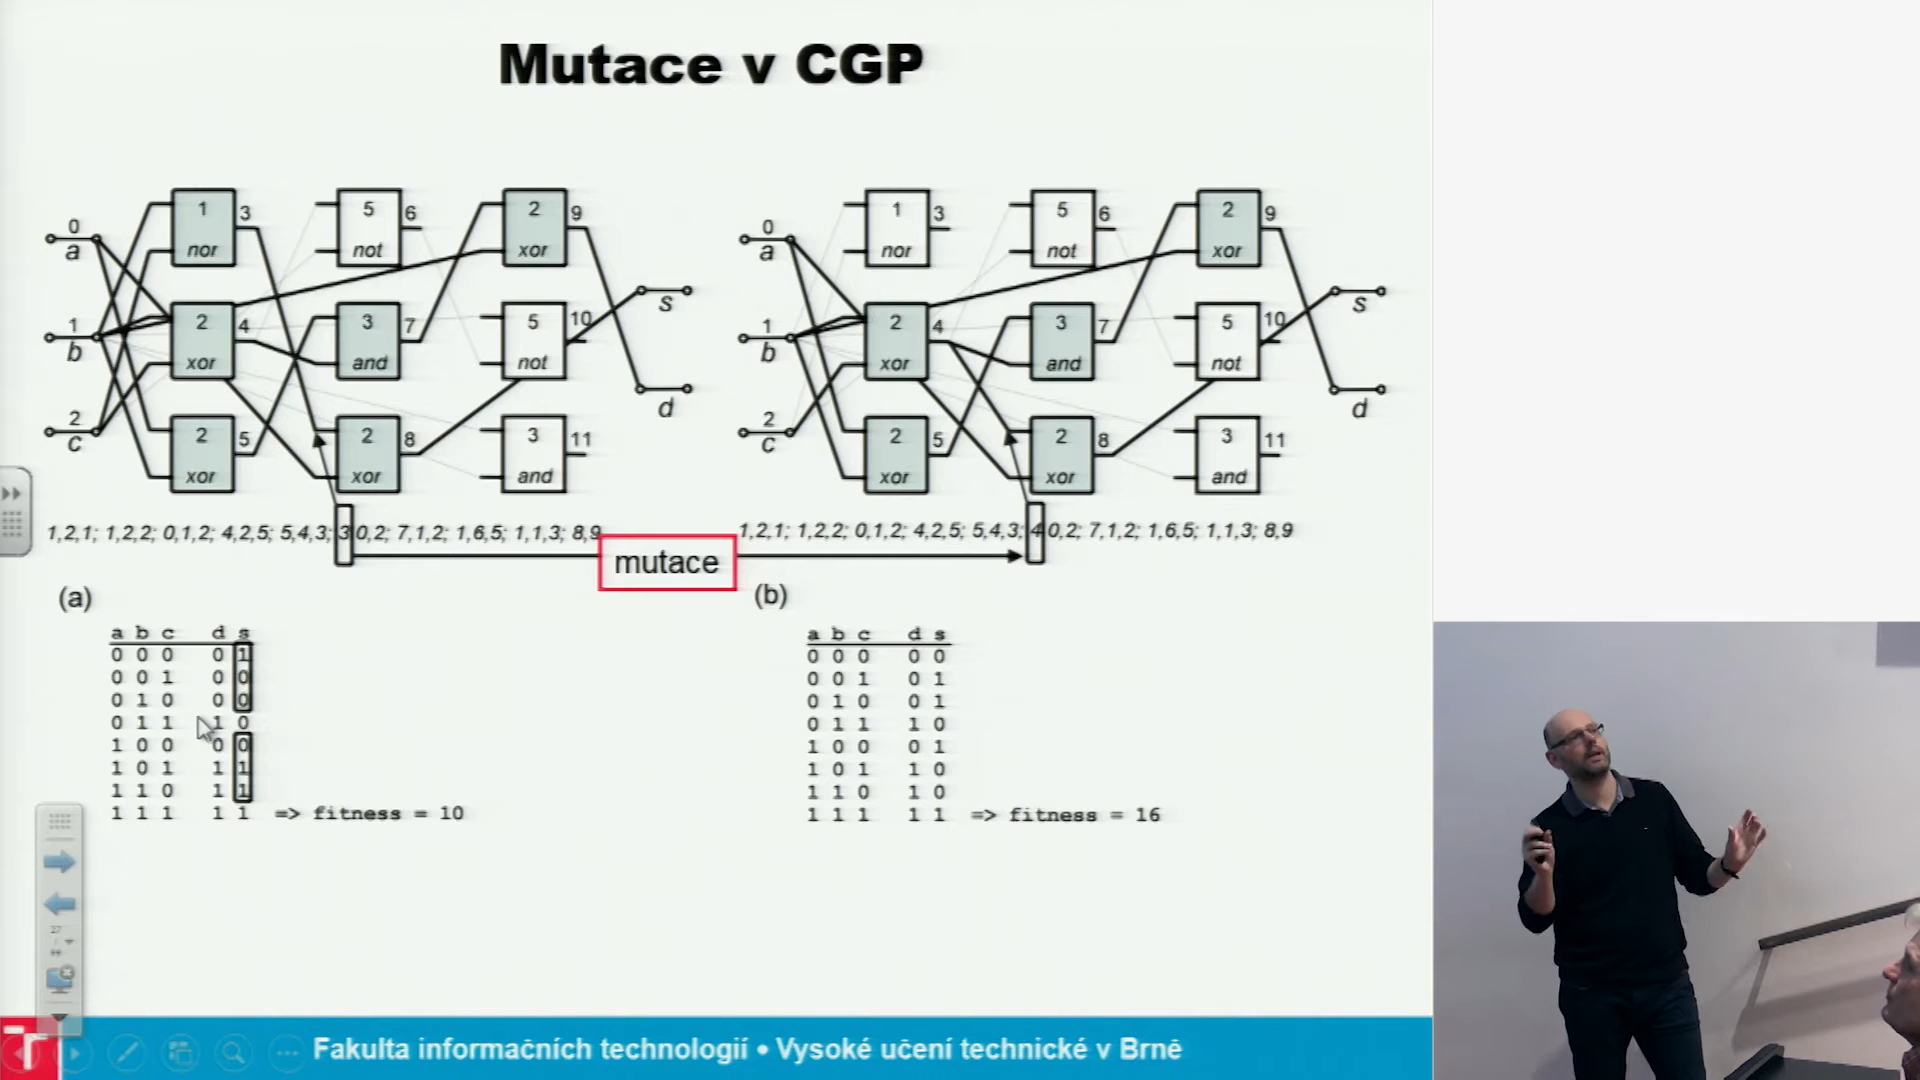 Mutace v CGP
0 a
1 b
2 c
1 nor 3
2 xor 4
2 xor 5
5 not 6
3 and 7
2 xor 8
2 xor 9
5 not 10
3 and 11
s
d
0 a
1 b
2 c
1 nor 3
2 xor 4
2 xor 5
5 not 6
3 and 7
2 xor 8
2 xor 9
5 not 10
3 and 11
s
d
1,2,1; 1,2,2; 0,1,2; 4,2,5; 5,4,3; 3 0,2; 7,1,2; 1,6,5; 1,1,3; 8,9
mutace
1,2,1; 1,2,2; 0,1,2; 4,2,5; 5,4,3; 4 0,2; 7,1,2; 1,6,5; 1,1,3; 8,9
(a)
a b c d s
0 0 0 0 1
0 0 1 0 0
0 1 0 0 0
0 1 1 1 0
1 0 0 0 0
1 0 1 1 1
1 1 0 1 1
1 1 1 1 1 => fitness = 10
(b)
a b c d s
0 0 0 0 0
0 0 1 0 1
0 1 0 0 1
0 1 1 1 0
1 0 0 0 1
1 0 1 1 0
1 1 0 1 0
1 1 1 1 1 => fitness = 16
27
Fakulta informačních technologií • Vysoké učení technické v Brně